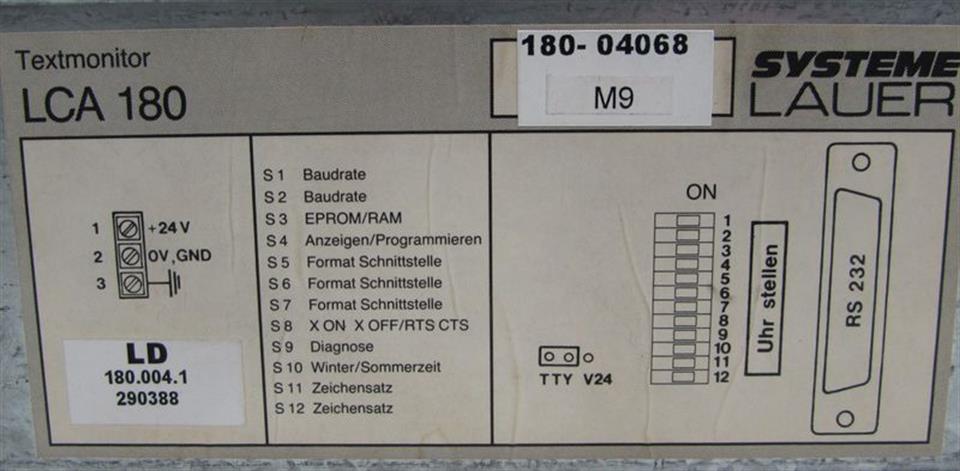 Textmonitor
LCA 180
180-04068
M9
SYSTEME
LAUER
1 +24V
2 0V,GND
3
LD
180.004.1
290388
S 1 Baudrate
S 2 Baudrate
S 3 EPROM/RAM
S 4 Anzeigen/Programmieren
S 5 Format Schnittstelle
S 6 Format Schnittstelle
S 7 Format Schnittstelle
S 8 X ON X OFF/RTS CTS
S 9 Diagnose
S 10 Winter/Sommerzeit
S 11 Zeichensatz
S 12 Zeichensatz
TTY V24
ON
1
2
3
4
5
6
7
8
9
10
11
12
Uhr stellen
RS 232